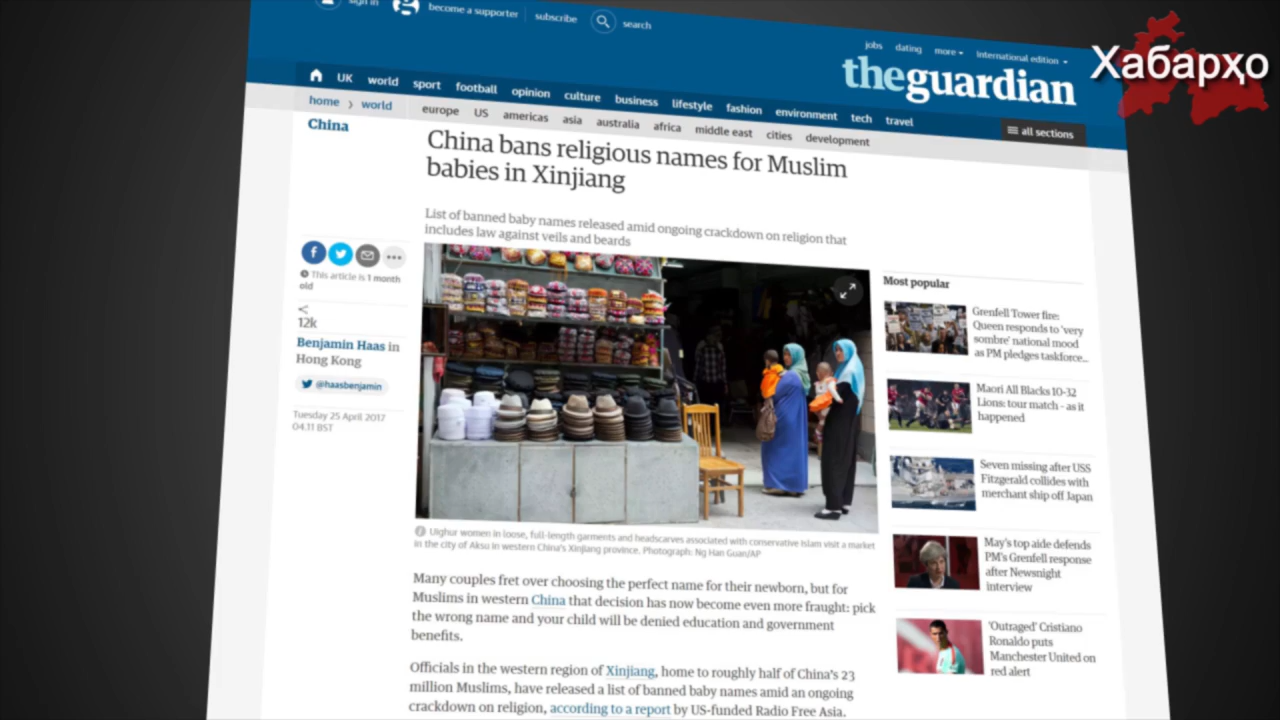 sign in
become a supporter
subscribe
search
jobs
dating
more
international edition
Хабарҳо
theguardian
UK
world
sport
football
opinion
culture
business
lifestyle
fashion
environment
tech
travel
home
world
europe
US
americas
asia
australia
africa
middle east
cities
development
all sections
China
China bans religious names for Muslim
babies in Xinjiang
List of banned baby names released amid ongoing crackdown on religion that
includes law against veils and beards
This article is 1 month
old
12k
Benjamin Haas in
Hong Kong
@haasbenjamin
Tuesday 25 April 2017
04.11 BST
Uighur women in loose, full-length garments and headscarves associated with conservative Islam visit a market
in the city of Aksu in western China's Xinjiang province. Photograph: Ng Han Guan/AP
Many couples fret over choosing the perfect name for their newborn, but for
Muslims in western China that decision has now become even more fraught: pick
the wrong name and your child will be denied education and government
benefits.
Officials in the western region of Xinjiang, home to roughly half of China's 23
million Muslims, have released a list of banned baby names amid an ongoing
crackdown on religion, according to a report by US-funded Radio Free Asia.
Most popular
Grenfell Tower fire:
Queen responds to 'very
sombre' national mood
as PM pledges taskforce...
Maori All Blacks 10-32
Lions: tour match - as it
happened
Seven missing after USS
Fitzgerald collides with
merchant ship off Japan
May's top aide defends
PM's Grenfell response
after Newsnight
interview
'Outraged' Cristiano
Ronaldo puts
Manchester United on
red alert